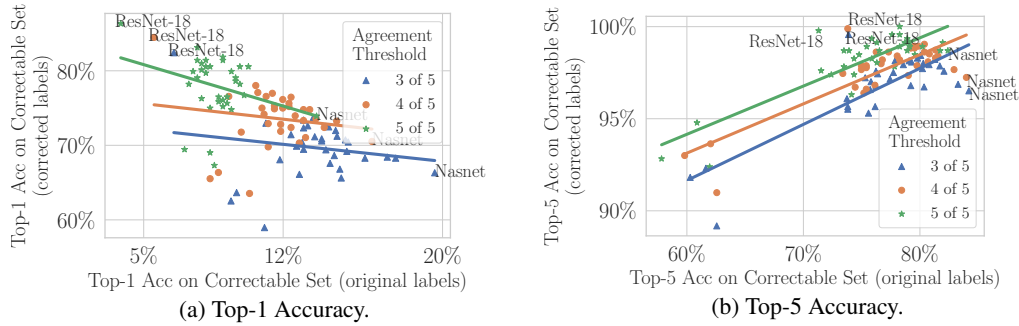 Top-1 Acc on Correctable Set
(corrected labels)
80%
70%
60%
5%
12%
20%
ResNet-18
ResNet-18
ResNet-18
Nasnet
Nasnet
Nasnet
Agreement
Threshold
3 of 5
4 of 5
5 of 5
Top-1 Acc on Correctable Set (original labels)
(a) Top-1 Accuracy.
Top-5 Acc on Correctable Set
(corrected labels)
100%
95%
90%
60%
70%
80%
ResNet-18
ResNet-18
ResNet-18
Nasnet
Nasnet
Nasnet
Agreement
Threshold
3 of 5
4 of 5
5 of 5
Top-5 Acc on Correctable Set (original labels)
(b) Top-5 Accuracy.